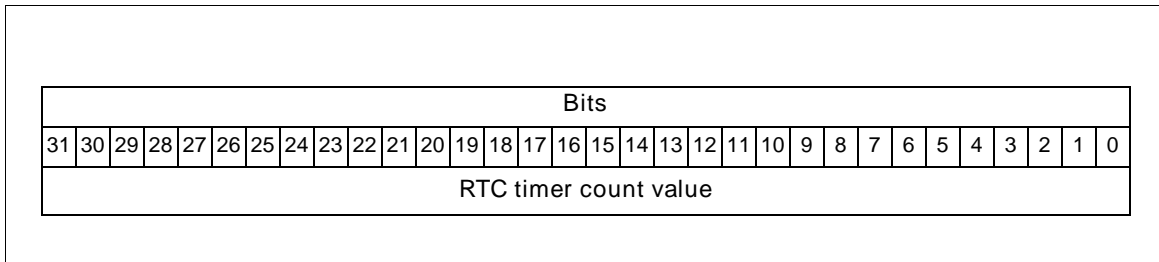 Bits
31 30 29 28 27 26 25 24 23 22 21 20 19 18 17 16 15 14 13 12 11 10 9 8 7 6 5 4 3 2 1 0
RTC timer count value